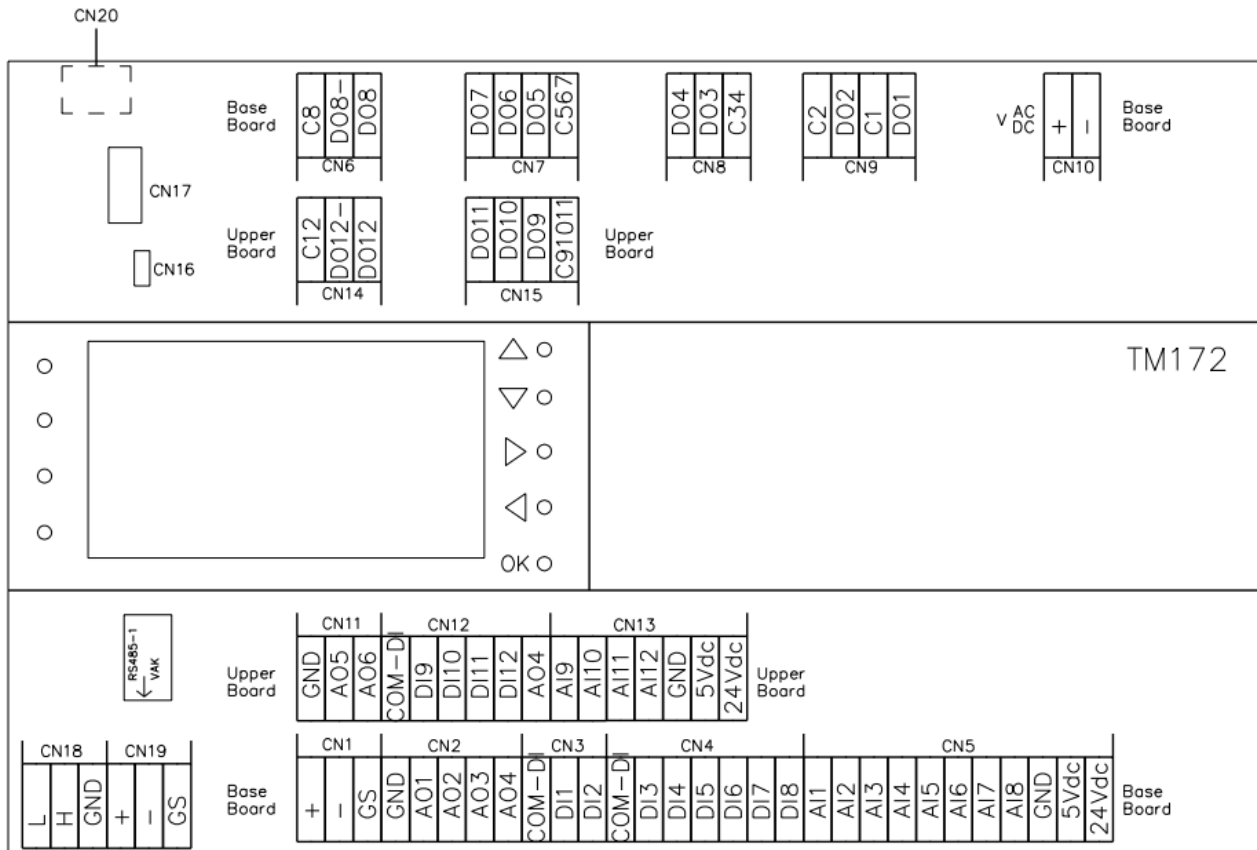 CN20
Base
Board
C8
DO8-
DO8
CN6
DO7
DO6
DO5
C567
CN7
DO4
DO3
C34
CN8
C2
DO2
C1
DO1
CN9
V AC
DC
+
-
CN10
Base
Board
CN17
CN16
Upper
Board
C12
DO12-
DO12
CN14
DO11
DO10
DO9
C91011
CN15
Upper
Board
TM172
OK
RS485-1
VAK
Upper
Board
CN11
GND
AO5
AO6
CN12
COM-DI
DI9
DI10
DI11
DI12
AO4
CN13
AI9
AI10
AI11
AI12
GND
5Vdc
24Vdc
Upper
Board
CN18
L
H
GND
CN19
+
-
GS
Base
Board
CN1
+
-
GS
CN2
GND
AO1
AO2
AO3
AO4
CN3
COM-DI
DI1
DI2
CN4
COM-DI
DI3
DI4
DI5
DI6
DI7
DI8
CN5
AI1
AI2
AI3
AI4
AI5
AI6
AI7
AI8
GND
5Vdc
24Vdc
Base
Board